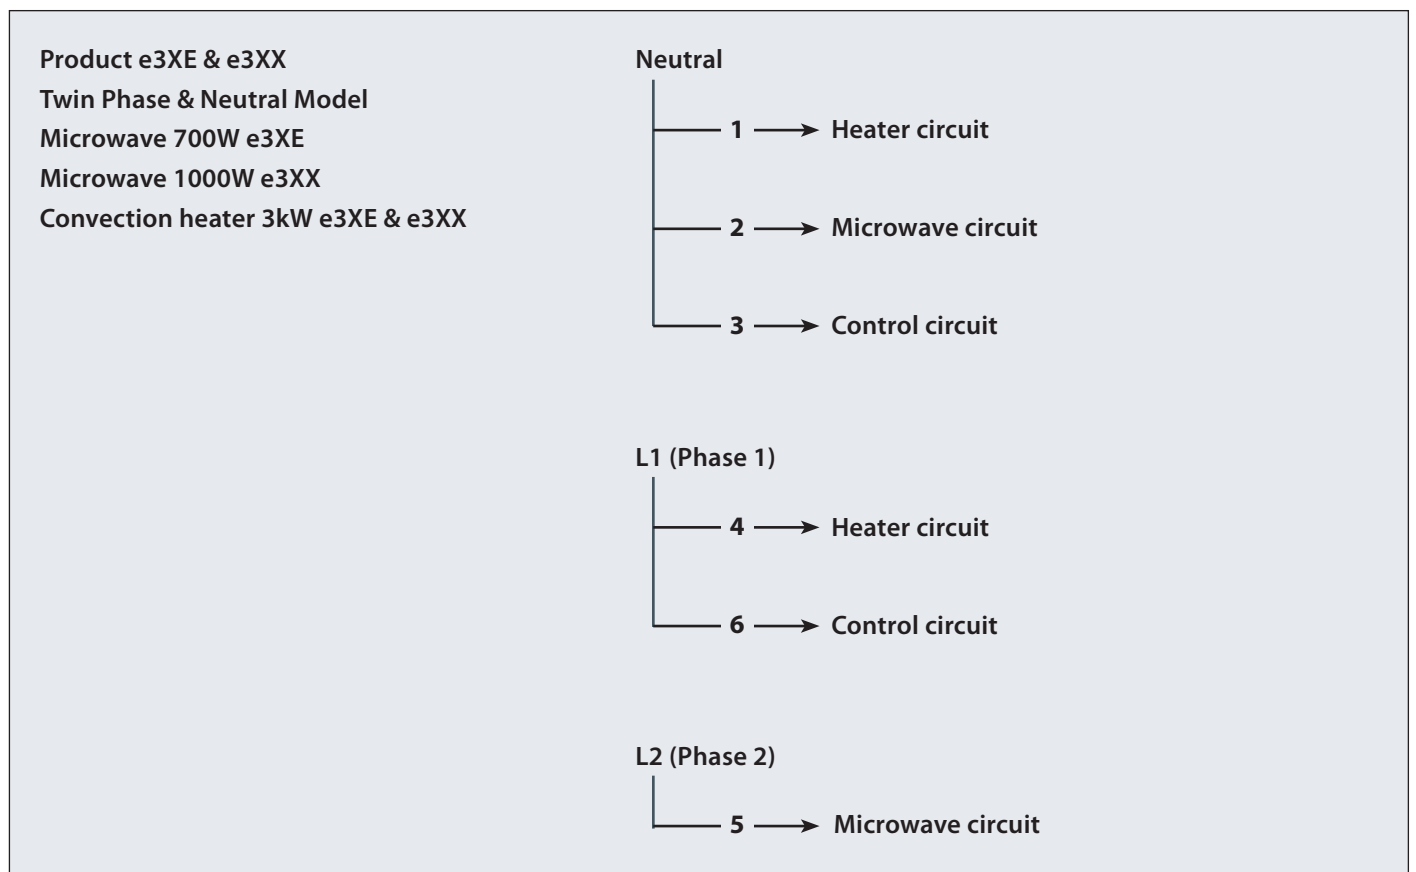 Product e3XE & e3XX
Twin Phase & Neutral Model
Microwave 700W e3XE
Microwave 1000W e3XX
Convection heater 3kW e3XE & e3XX
Neutral
1 Heater circuit
2 Microwave circuit
3 Control circuit
L1 (Phase 1)
4 Heater circuit
6 Control circuit
L2 (Phase 2)
5 Microwave circuit